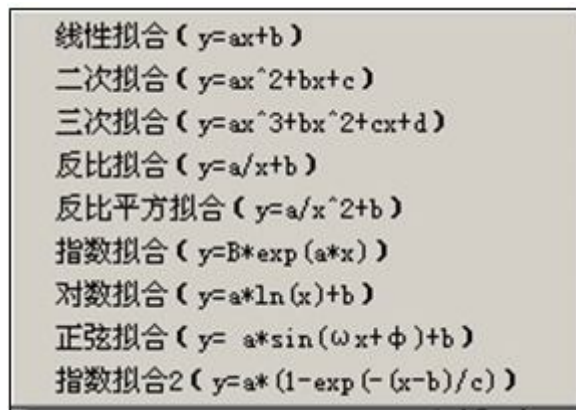 线性拟合(y=ax+b)
二次拟合(y=ax^2+bx+c)
三次拟合(y=ax^3+bx^2+cx+d)
反比拟合(y=a/x+b)
反比平方拟合(y=a/x^2+b)
指数拟合(y=B*exp(a*x))
对数拟合(y=a*ln(x)+b)
正弦拟合(y= a*sin(ωx+φ)+b)
指数拟合2(y=a*(1-exp(-(x-b)/c))